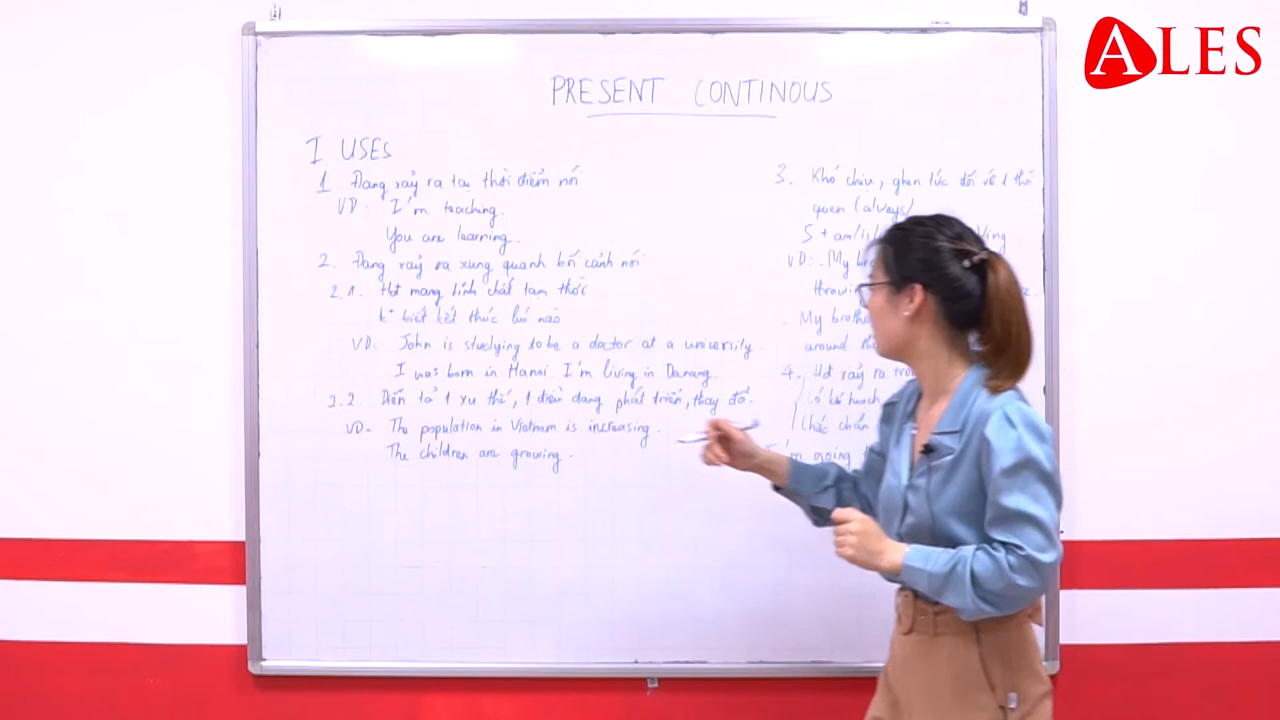 ALES
PRESENT CONTINOUS
I USES
1 Đang xảy ra tại thời điểm nói
VD: I'm teaching.
You are learning.
2. Đang xảy ra xung quanh bối cảnh nói
2.1. Hđ mang tính chất tạm thời
k° biết kết thúc lúc nào
VD: John is studying to be a doctor at a university.
I was born in Hanoi. I'm living in Danang.
2.2. Diễn tả 1 xu thế, 1 điều đang phát triển, thay đổi.
VD- The population in Vietnam is increasing.
The children are growing.
3. Khó chịu, ghen tức đối với 1 thói
quen (always)
S + am/is/ Ving
VD: - My
throwing
- My brother
around
4. Hđ xảy ra
Có kế hoạch
Chắc chắn
I'm going